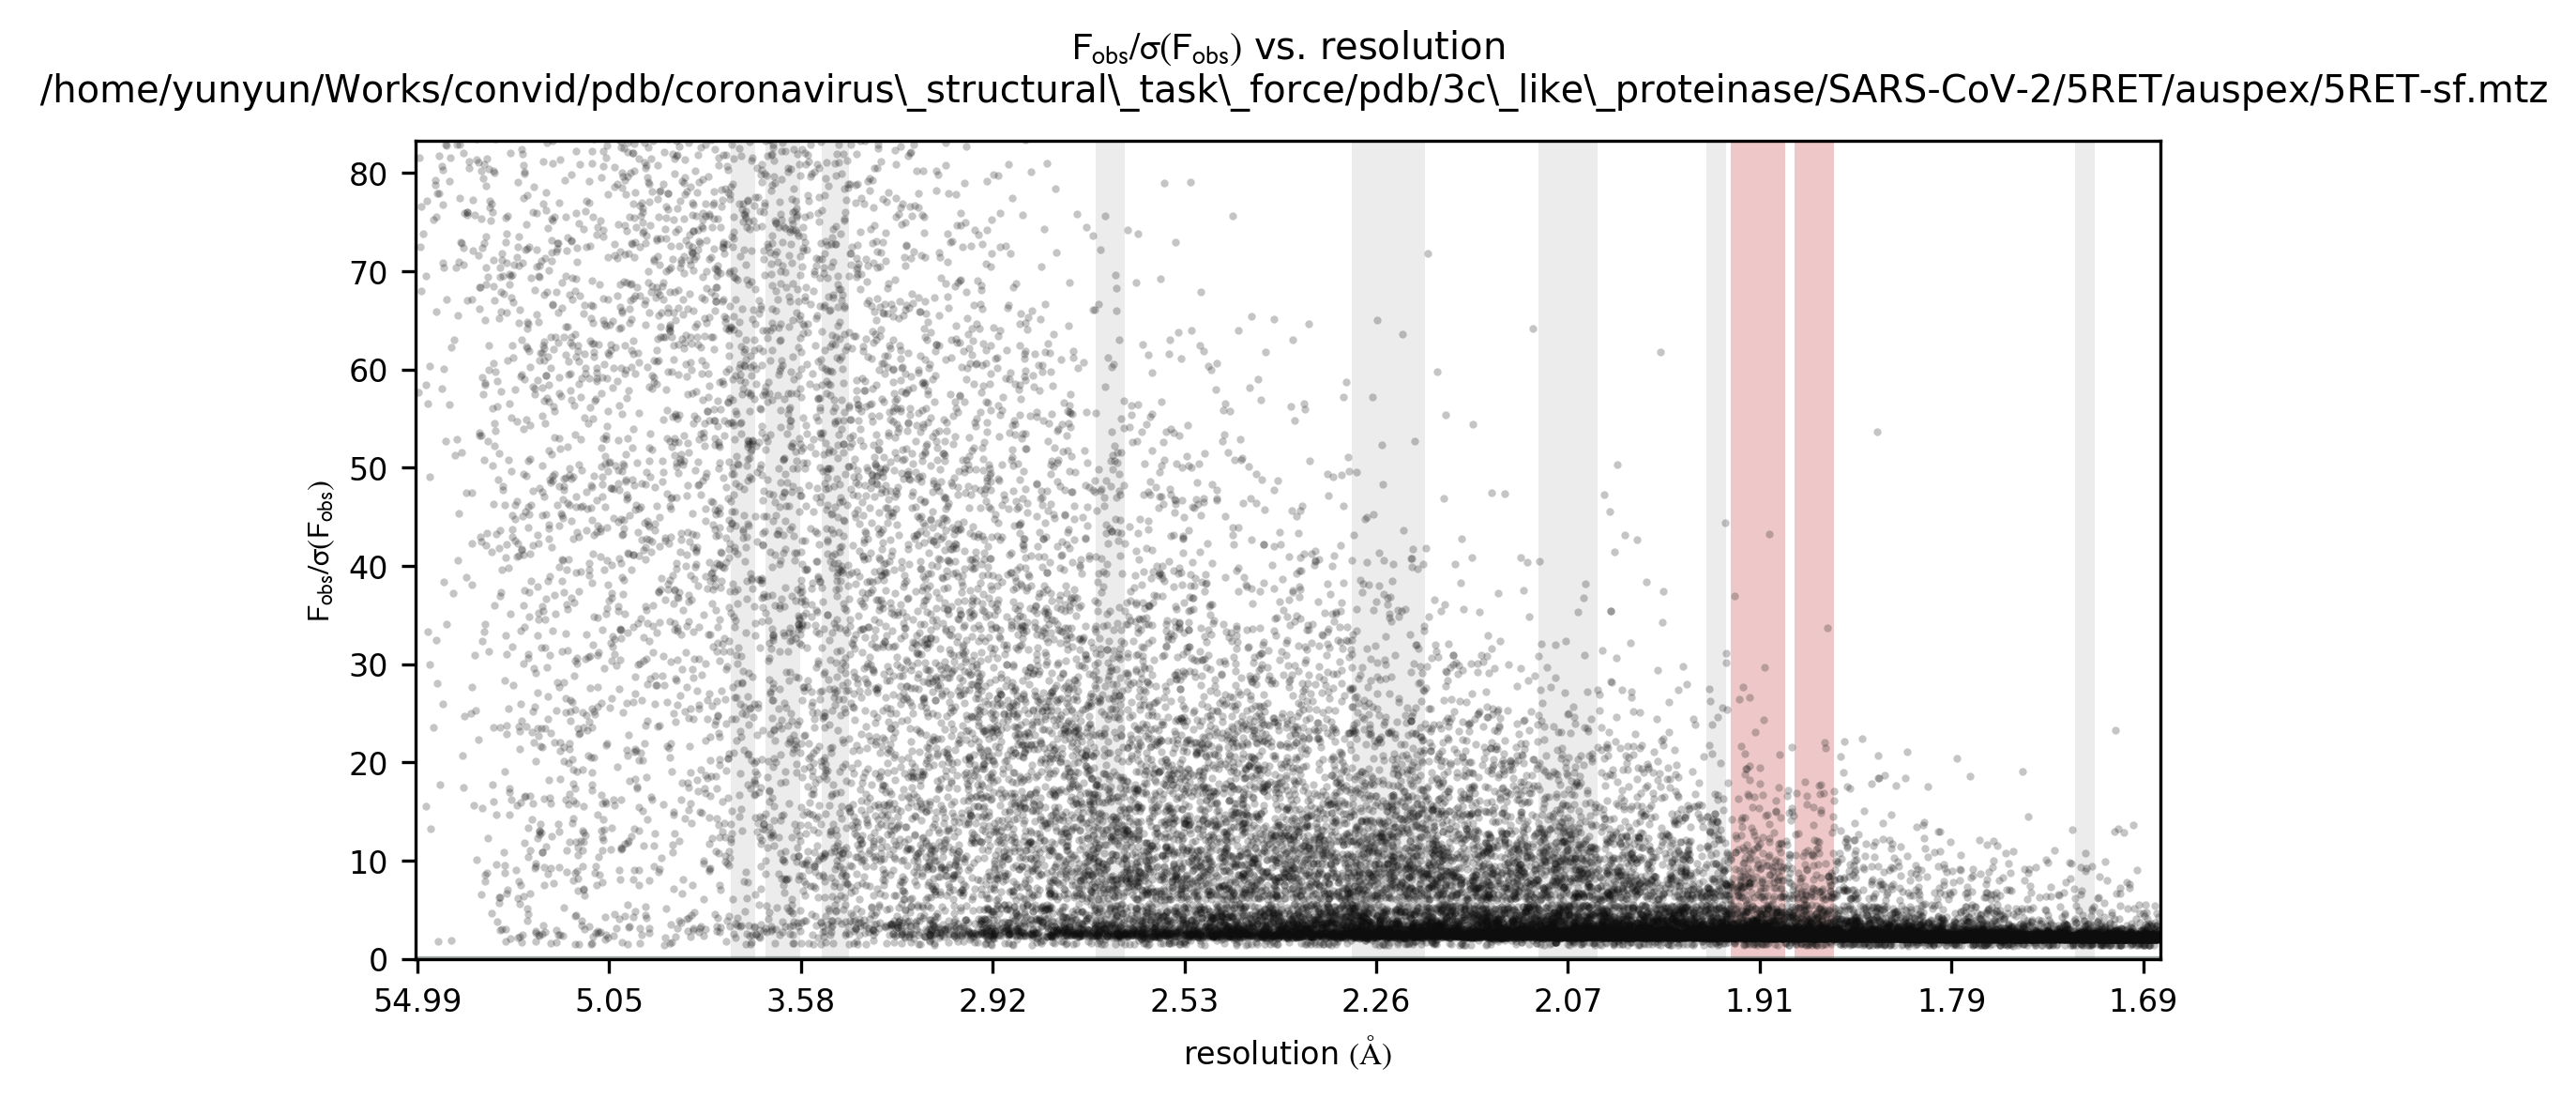 Fobs/σ(Fobs) vs. resolution
/home/yunyun/Works/convid/pdb/coronavirus\_structural\_task\_force/pdb/3c\_like\_proteinase/SARS-CoV-2/5RET/auspex/5RET-sf.mtz
80
70
60
50
40
30
20
10
0
Fobs/σ(Fobs)
54.99 5.05 3.58 2.92 2.53 2.26 2.07 1.91 1.79 1.69
resolution (Å)